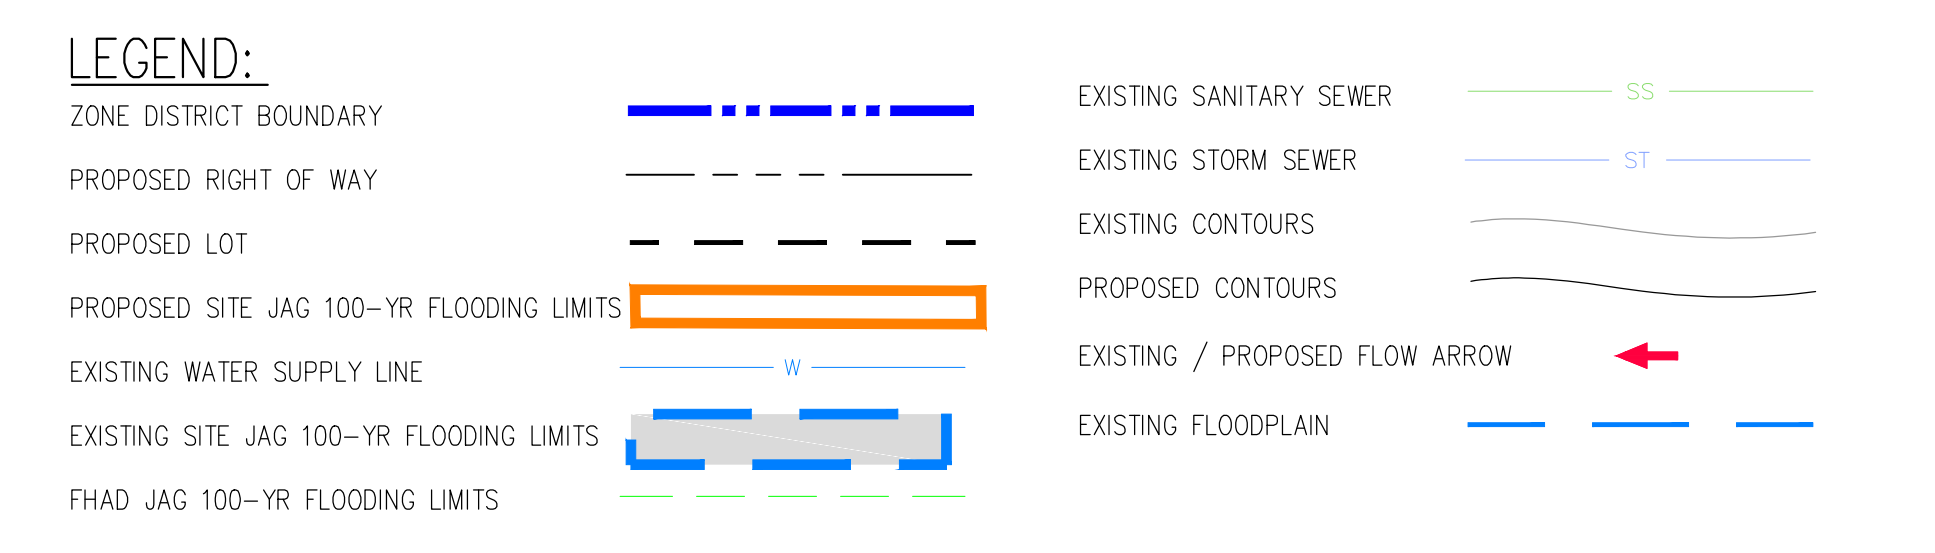 LEGEND:
ZONE DISTRICT BOUNDARY
PROPOSED RIGHT OF WAY
PROPOSED LOT
PROPOSED SITE JAG 100-YR FLOODING LIMITS
EXISTING WATER SUPPLY LINE W
EXISTING SITE JAG 100-YR FLOODING LIMITS
FHAD JAG 100-YR FLOODING LIMITS
EXISTING SANITARY SEWER SS
EXISTING STORM SEWER ST
EXISTING CONTOURS
PROPOSED CONTOURS
EXISTING / PROPOSED FLOW ARROW
EXISTING FLOODPLAIN